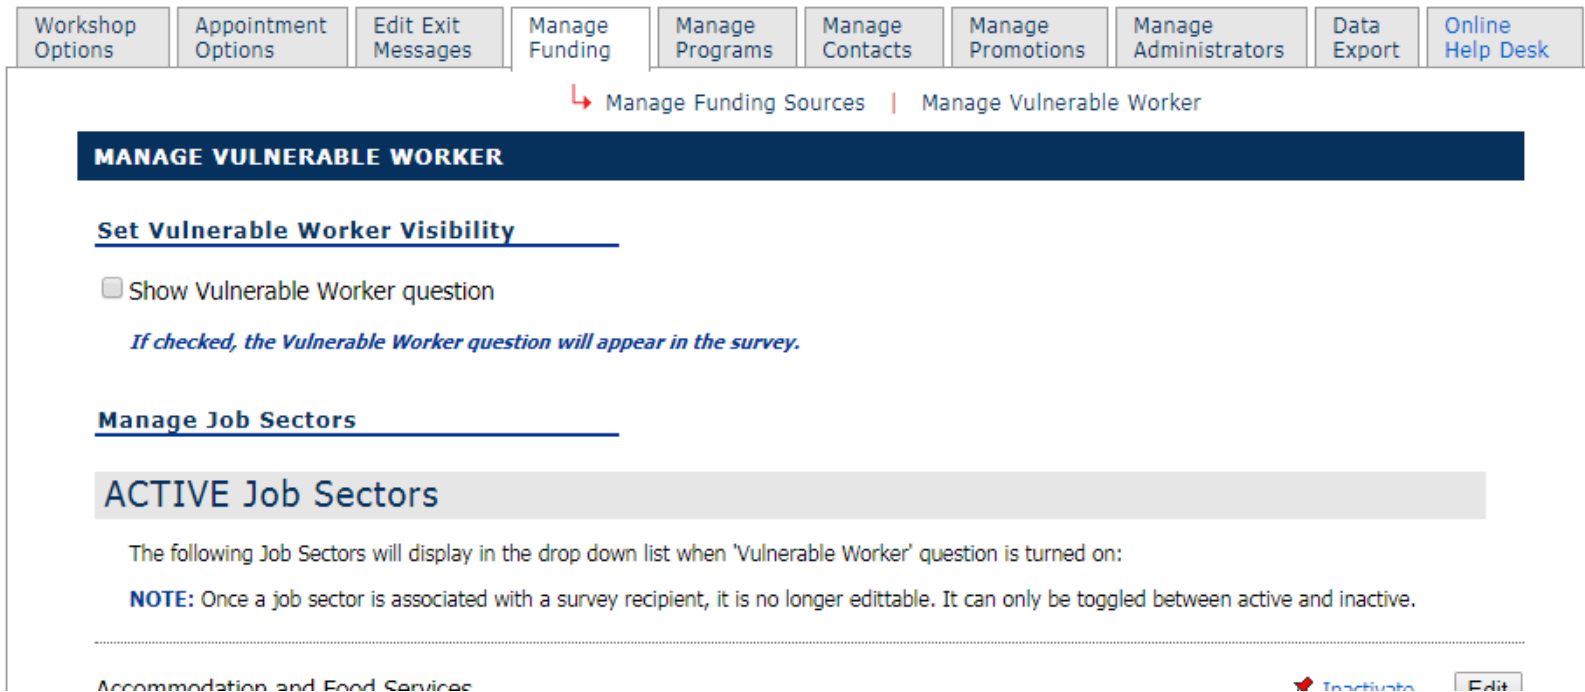 Workshop Options
Appointment Options
Edit Exit Messages
Manage Funding
Manage Programs
Manage Contacts
Manage Promotions
Manage Administrators
Data Export
Online Help Desk
Manage Funding Sources | Manage Vulnerable Worker
MANAGE VULNERABLE WORKER
Set Vulnerable Worker Visibility
Show Vulnerable Worker question
If checked, the Vulnerable Worker question will appear in the survey.
Manage Job Sectors
ACTIVE Job Sectors
The following Job Sectors will display in the drop down list when 'Vulnerable Worker' question is turned on:
NOTE: Once a job sector is associated with a survey recipient, it is no longer edittable. It can only be toggled between active and inactive.
Accommodation and Food Services Inactivate Edit